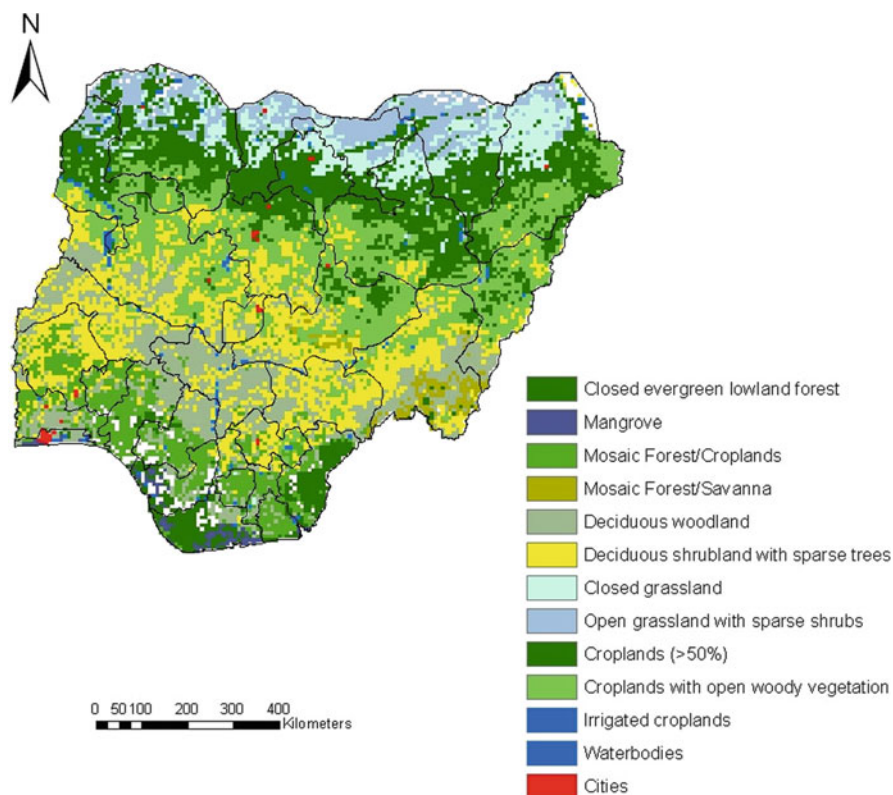 N
Closed evergreen lowland forest
Mangrove
Mosaic Forest/Croplands
Mosaic Forest/Savanna
Deciduous woodland
Deciduous shrubland with sparse trees
Closed grassland
Open grassland with sparse shrubs
Croplands (>50%)
Croplands with open woody vegetation
Irrigated croplands
Waterbodies
Cities
0 50 100 200 300 400
Kilometers